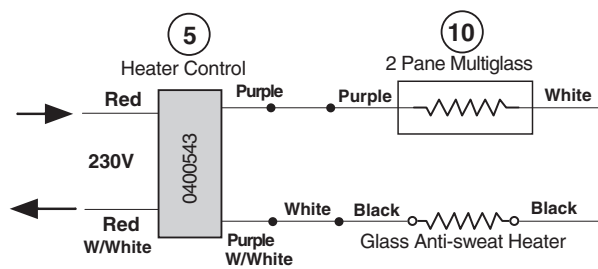 5
Heater Control
10
2 Pane Multiglass
Red
Purple
Purple
White
230V
0400543
Red
W/White
Purple
W/White
White
Black
Black
Glass Anti-sweat Heater